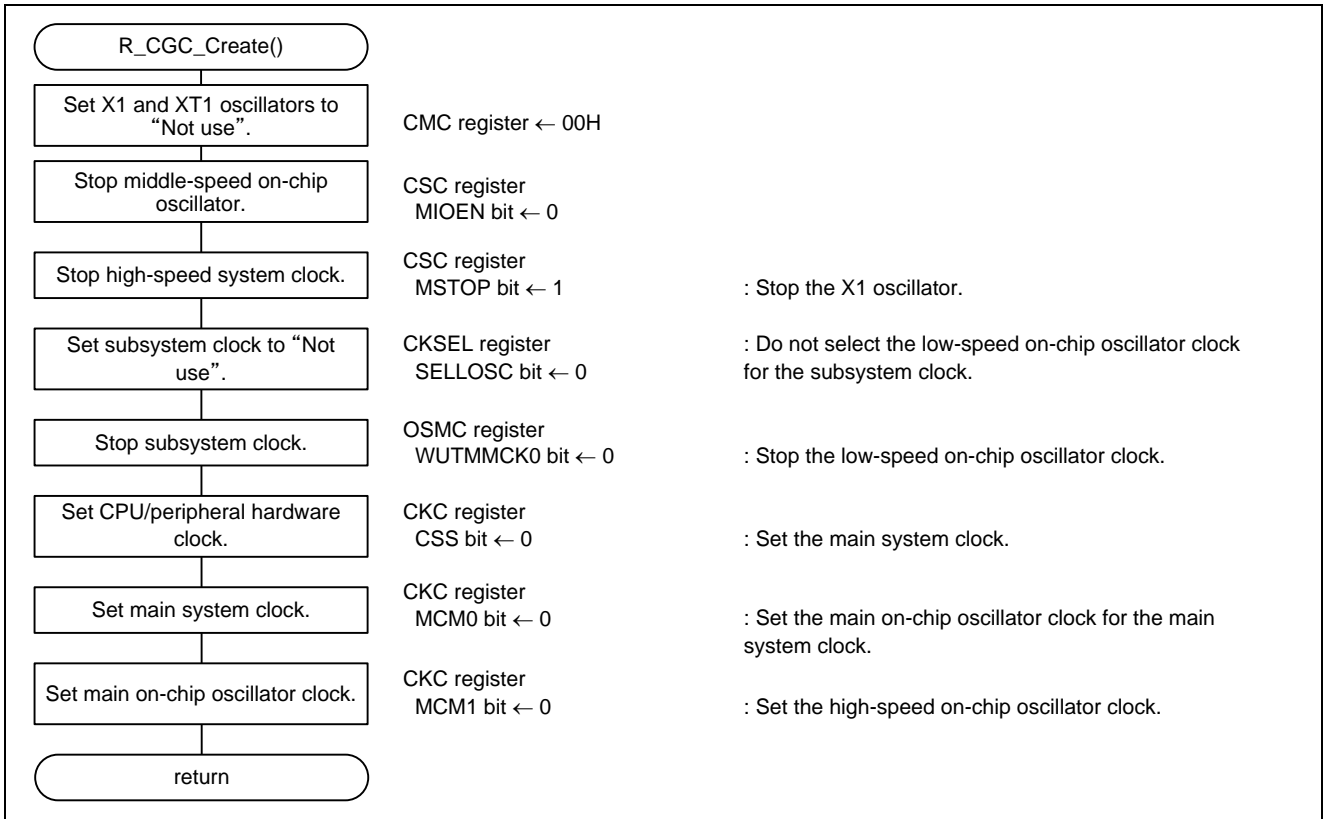 R_CGC_Create()
Set X1 and XT1 oscillators to
“Not use”.
CMC register ← 00H
Stop middle-speed on-chip
oscillator.
CSC register
MIOEN bit ← 0
Stop high-speed system clock.
CSC register
MSTOP bit ← 1
: Stop the X1 oscillator.
Set subsystem clock to “Not
use”.
CKSEL register
SELLOSC bit ← 0
: Do not select the low-speed on-chip oscillator clock
for the subsystem clock.
Stop subsystem clock.
OSMC register
WUTMMCK0 bit ← 0
: Stop the low-speed on-chip oscillator clock.
Set CPU/peripheral hardware
clock.
CKC register
CSS bit ← 0
: Set the main system clock.
Set main system clock.
CKC register
MCM0 bit ← 0
: Set the main on-chip oscillator clock for the main
system clock.
Set main on-chip oscillator clock.
CKC register
MCM1 bit ← 0
: Set the high-speed on-chip oscillator clock.
return